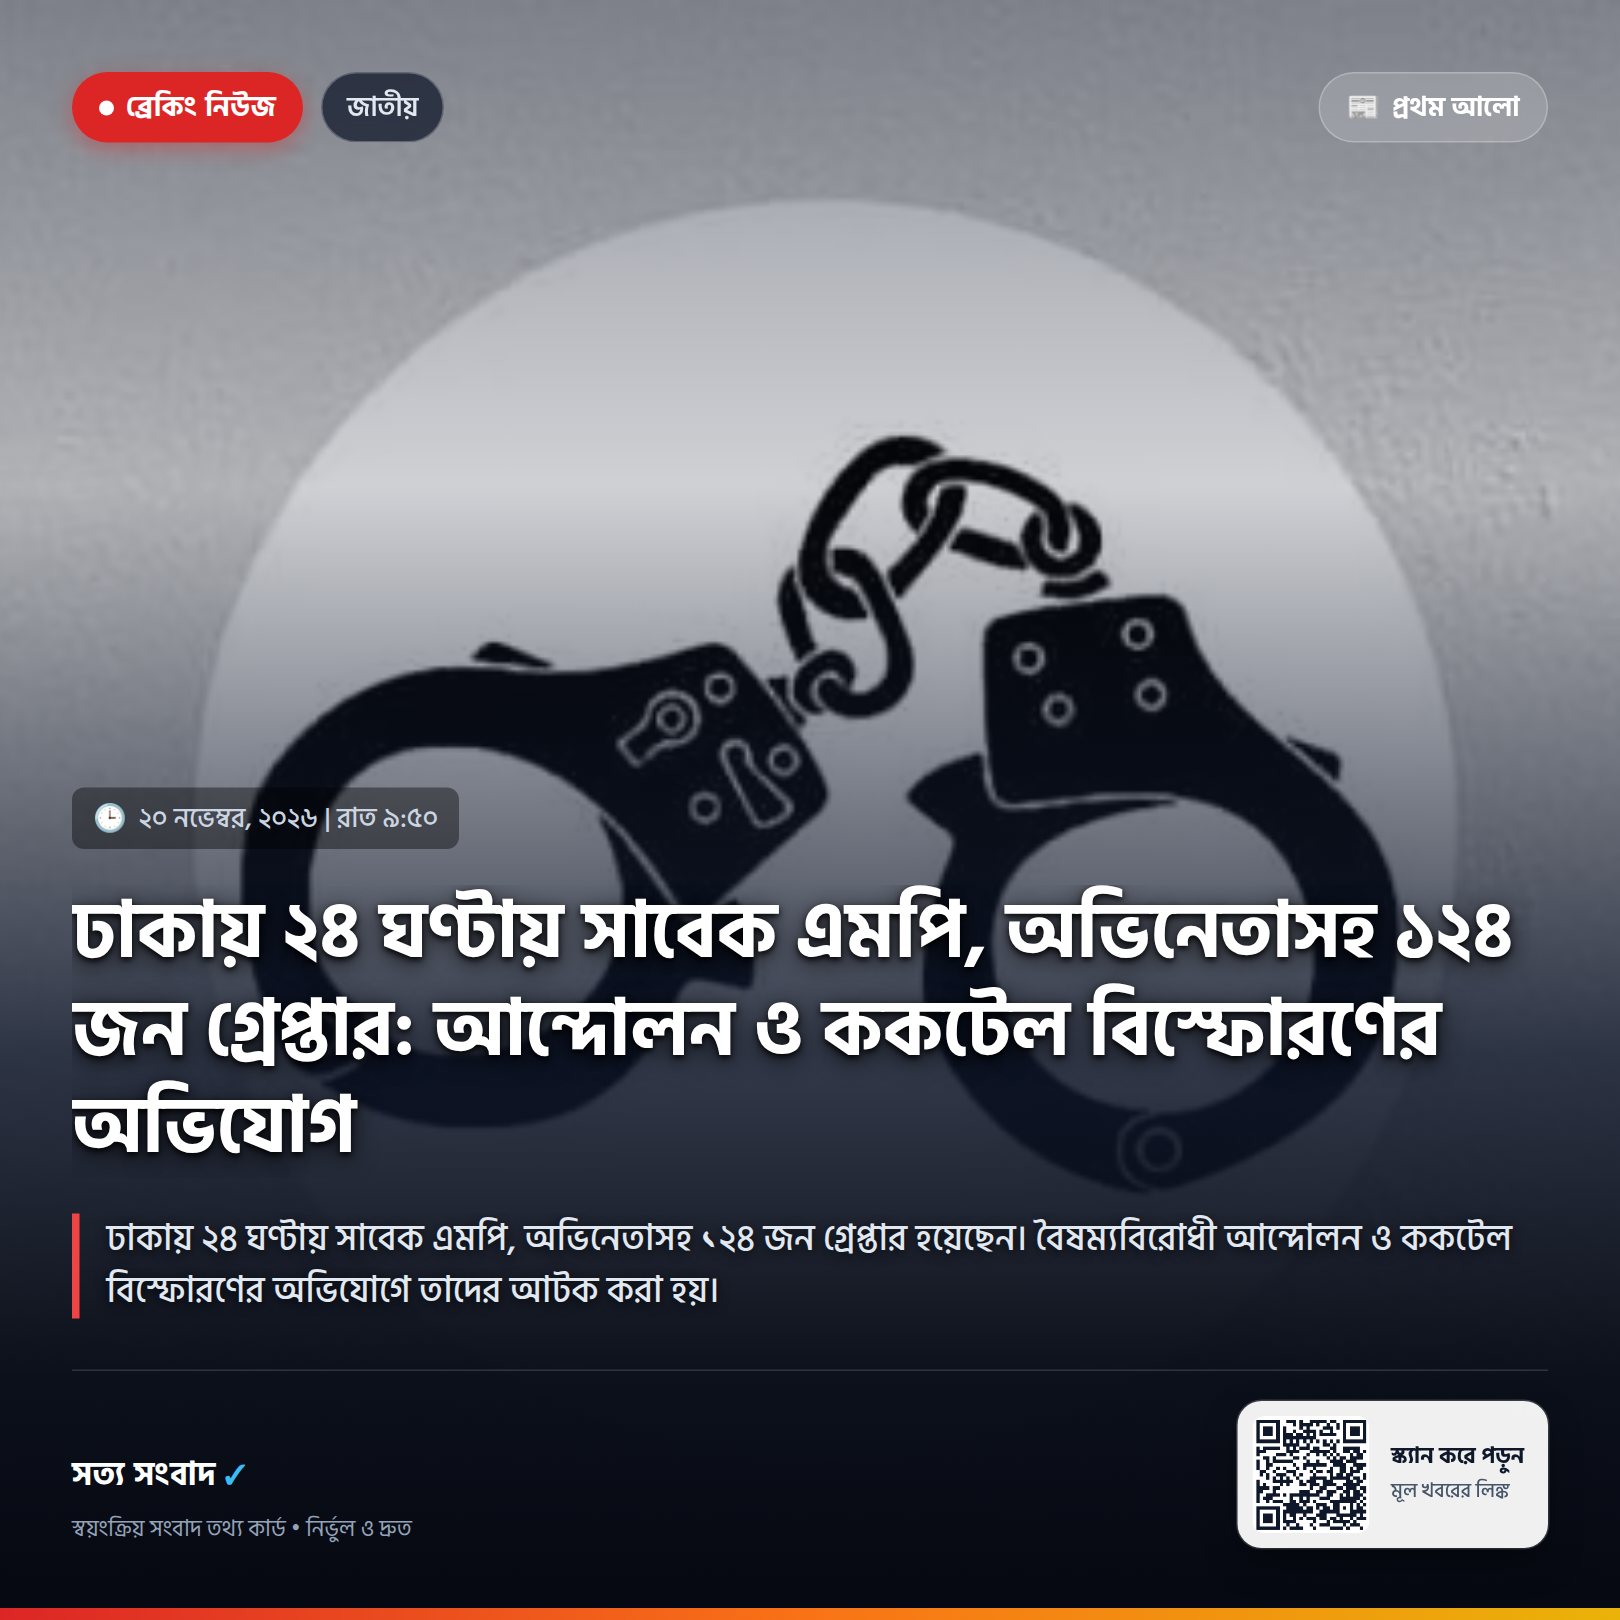 ব্রেকিং নিউজ
জাতীয়
প্রথম আলো
২০ নভেম্বর, ২০২৬ | রাত ৯:৫০
ঢাকায় ২৪ ঘণ্টায় সাবেক এমপি, অভিনেতাসহ ১২৪
জন গ্রেপ্তার: আন্দোলন ও ককটেল বিস্ফোরণের
অভিযোগ
ঢাকায় ২৪ ঘণ্টায় সাবেক এমপি, অভিনেতাসহ ১২৪ জন গ্রেপ্তার হয়েছেন। বৈষম্যবিরোধী আন্দোলন ও ককটেল
বিস্ফোরণের অভিযোগে তাদের আটক করা হয়।
সত্য সংবাদ ✓
স্বয়ংক্রিয় সংবাদ তথ্য কার্ড • নির্ভুল ও দ্রুত
স্ক্যান করে পড়ুন
মূল খবরের লিঙ্ক